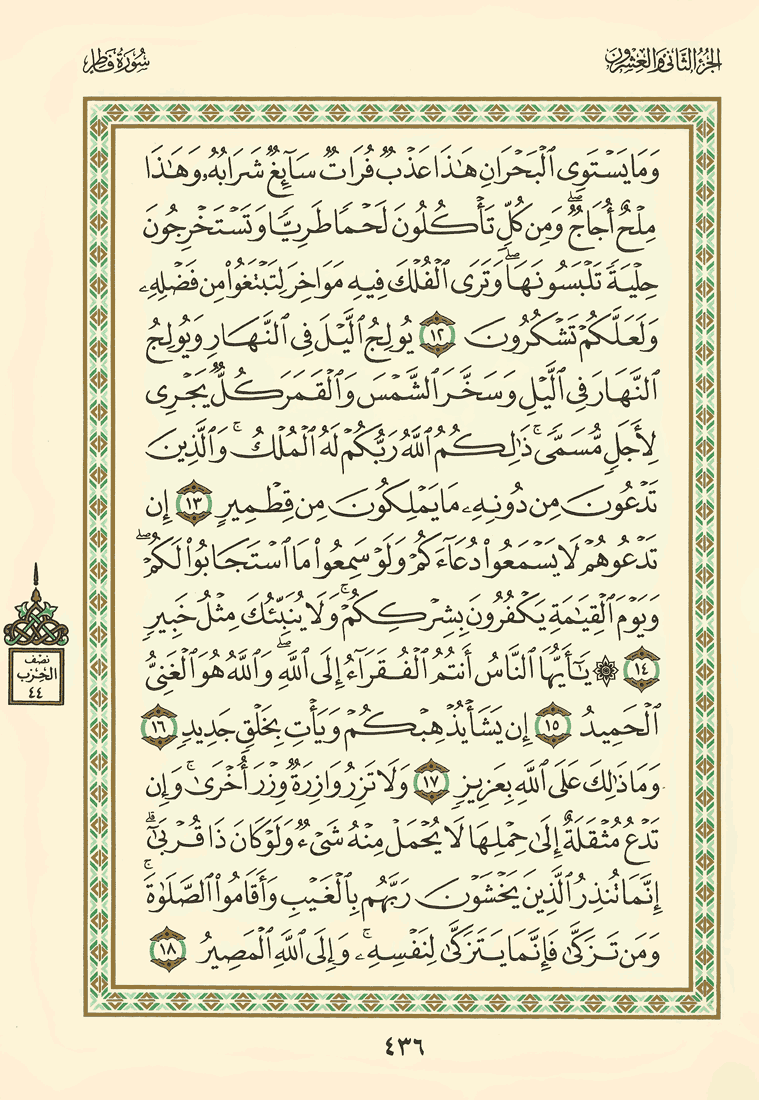 الجزء الثاني والعشرون
سورة فاطر
وَمَا يَسْتَوِى ٱلْبَحْرَانِ هَٰذَا عَذْبٌ فُرَاتٌ سَآئِغٌ شَرَابُهُۥ وَهَٰذَا
مِلْحٌ أُجَاجٌ ۖ وَمِن كُلٍّ تَأْكُلُونَ لَحْمًا طَرِيًّا وَتَسْتَخْرِجُونَ
حِلْيَةً تَلْبَسُونَهَا ۖ وَتَرَى ٱلْفُلْكَ فِيهِ مَوَاخِرَ لِتَبْتَغُوا۟ مِن فَضْلِهِۦ
وَلَعَلَّكُمْ تَشْكُرُونَ ١٢ يُولِجُ ٱلَّيْلَ فِى ٱلنَّهَارِ وَيُولِجُ
ٱلنَّهَارَ فِى ٱلَّيْلِ وَسَخَّرَ ٱلشَّمْسَ وَٱلْقَمَرَ كُلٌّ يَجْرِى
لِأَجَلٍ مُّسَمًّى ۚ ذَٰلِكُمُ ٱللَّهُ رَبُّكُمْ لَهُ ٱلْمُلْكُ ۚ وَٱلَّذِينَ
تَدْعُونَ مِن دُونِهِۦ مَا يَمْلِكُونَ مِن قِطْمِيرٍ ١٣ إِن
تَدْعُوهُمْ لَا يَسْمَعُوا۟ دُعَآءَكُمْ وَلَوْ سَمِعُوا۟ مَا ٱسْتَجَابُوا۟ لَكُمْ ۖ
وَيَوْمَ ٱلْقِيَٰمَةِ يَكْفُرُونَ بِشِرْكِكُمْ ۚ وَلَا يُنَبِّئُكَ مِثْلُ خَبِيرٍ
١٤ ۞ يَٰٓأَيُّهَا ٱلنَّاسُ أَنتُمُ ٱلْفُقَرَآءُ إِلَى ٱللَّهِ ۖ وَٱللَّهُ هُوَ ٱلْغَنِىُّ
ٱلْحَمِيدُ ١٥ إِن يَشَأْ يُذْهِبْكُمْ وَيَأْتِ بِخَلْقٍ جَدِيدٍ ١٦
وَمَا ذَٰلِكَ عَلَى ٱللَّهِ بِعَزِيزٍ ١٧ وَلَا تَزِرُ وَازِرَةٌ وِزْرَ أُخْرَىٰ ۚ وَإِن
تَدْعُ مُثْقَلَةٌ إِلَىٰ حِمْلِهَا لَا يُحْمَلْ مِنْهُ شَىْءٌ وَلَوْ كَانَ ذَا قُرْبَىٰٓ ۗ
إِنَّمَا تُنذِرُ ٱلَّذِينَ يَخْشَوْنَ رَبَّهُم بِٱلْغَيْبِ وَأَقَامُوا۟ ٱلصَّلَوٰةَ ۚ
وَمَن تَزَكَّىٰ فَإِنَّمَا يَتَزَكَّىٰ لِنَفْسِهِۦ ۚ وَإِلَى ٱللَّهِ ٱلْمَصِيرُ ١٨
نصف
الحزب
٤٤
٤٣٦